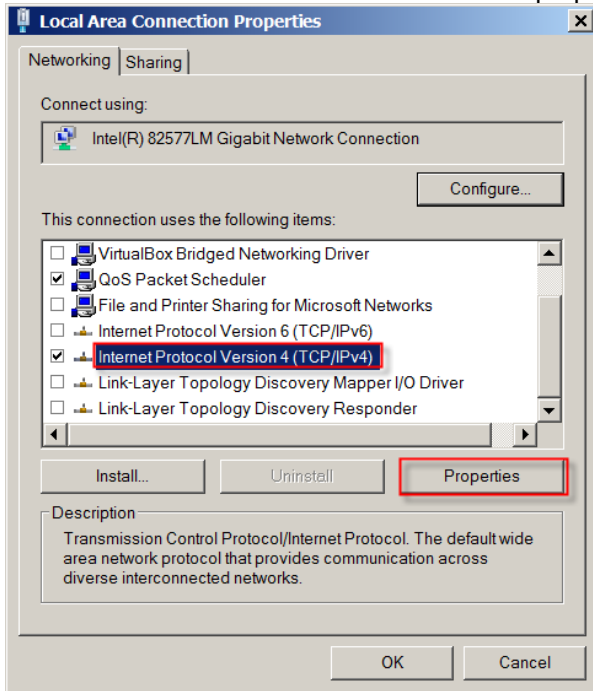 Local Area Connection Properties
Networking
Sharing
Connect using:
Intel(R) 82577LM Gigabit Network Connection
Configure...
This connection uses the following items:
VirtualBox Bridged Networking Driver
QoS Packet Scheduler
File and Printer Sharing for Microsoft Networks
Internet Protocol Version 6 (TCP/IPv6)
Internet Protocol Version 4 (TCP/IPv4)
Link-Layer Topology Discovery Mapper I/O Driver
Link-Layer Topology Discovery Responder
Install...
Uninstall
Properties
Description
Transmission Control Protocol/Internet Protocol. The default wide
area network protocol that provides communication across
diverse interconnected networks.
OK
Cancel